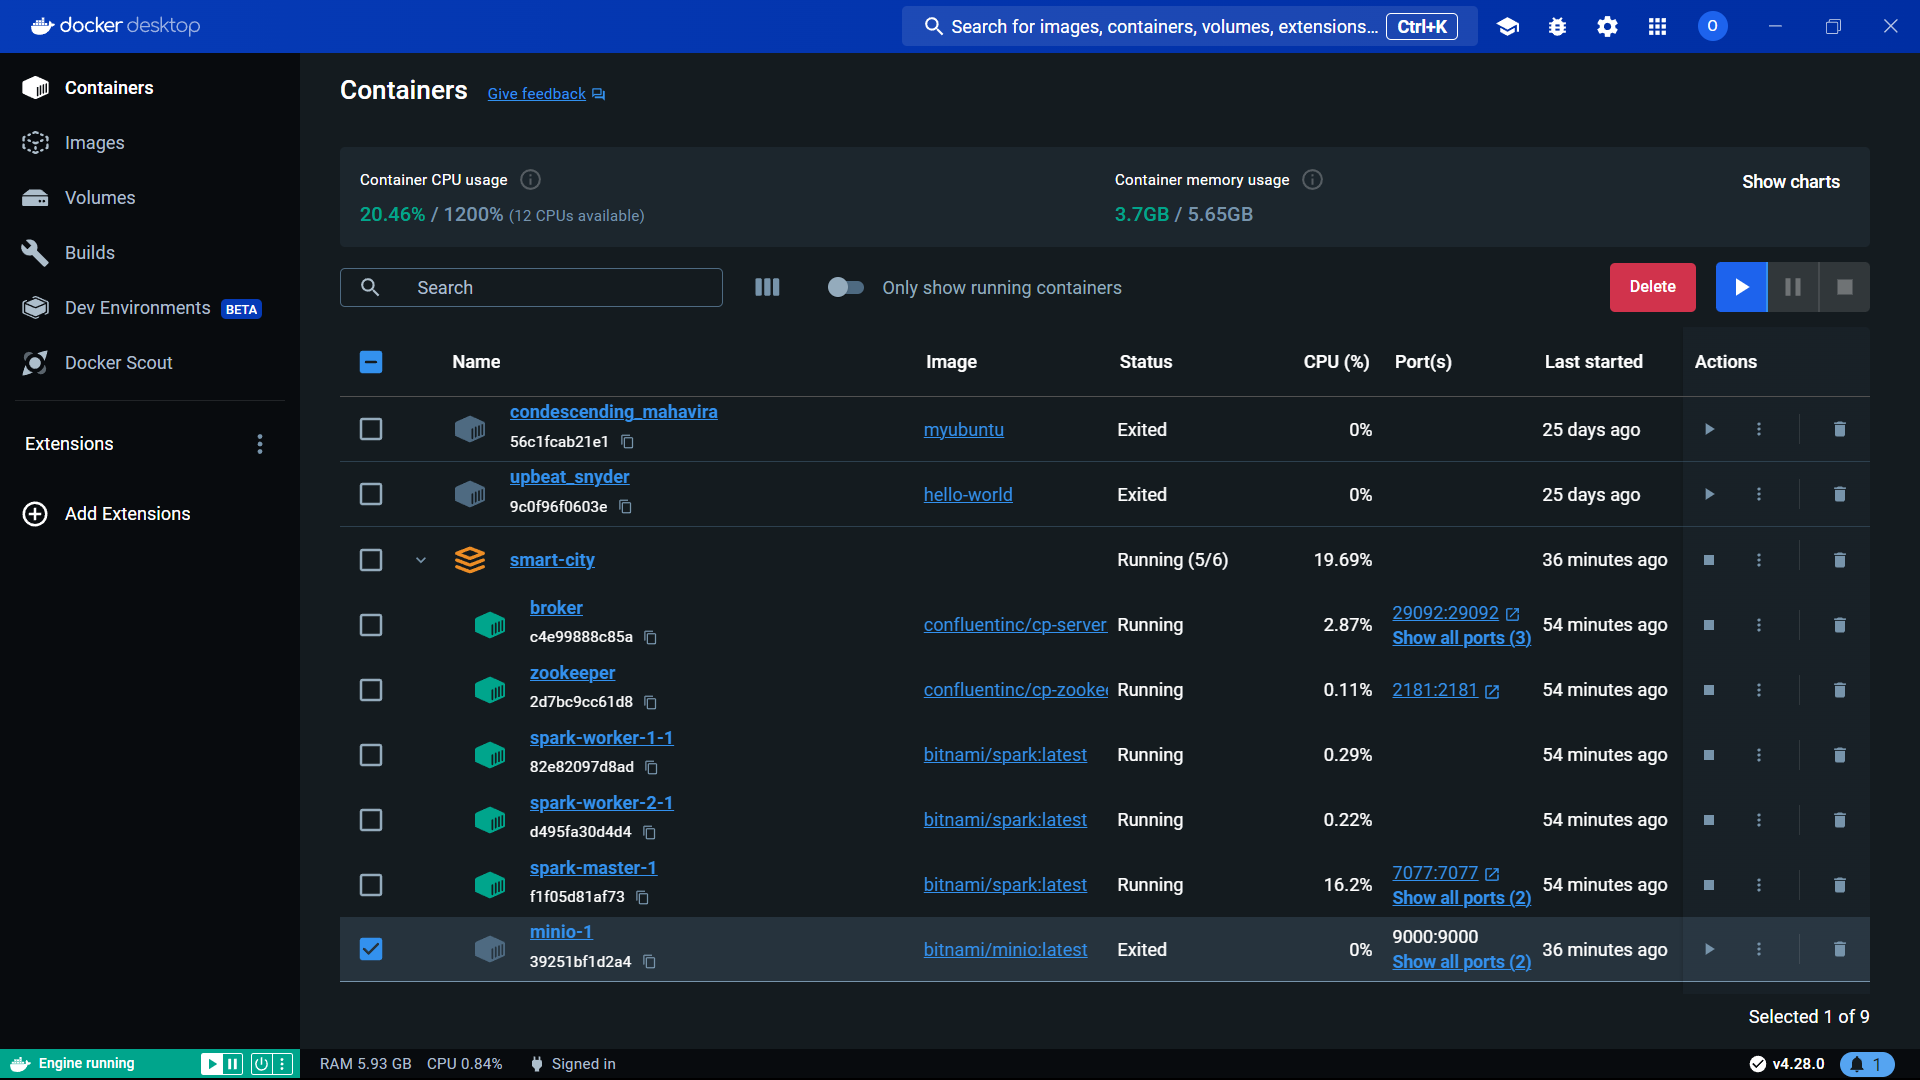 docker desktop
Search for images, containers, volumes, extensions... Ctrl+K
O
Containers
Images
Volumes
Builds
Dev Environments BETA
Docker Scout
Extensions
Add Extensions
Containers Give feedback
Container CPU usage
20.46% / 1200% (12 CPUs available)
Container memory usage
3.7GB / 5.65GB
Show charts
Search
Only show running containers
Delete
Name Image Status CPU (%) Port(s) Last started Actions
condescending_mahavira
56c1fcab21e1
myubuntu Exited 0% 25 days ago
upbeat_snyder
9c0f96f0603e
hello-world Exited 0% 25 days ago
smart-city Running (5/6) 19.69% 36 minutes ago
broker
c4e99888c85a
confluentinc/cp-server Running 2.87%
29092:29092
Show all ports (3)
54 minutes ago
zookeeper
2d7bc9cc61d8
confluentinc/cp-zookee Running 0.11% 2181:2181 54 minutes ago
spark-worker-1-1
82e82097d8ad
bitnami/spark:latest Running 0.29% 54 minutes ago
spark-worker-2-1
d495fa30d4d4
bitnami/spark:latest Running 0.22% 54 minutes ago
spark-master-1
f1f05d81af73
bitnami/spark:latest Running 16.2%
7077:7077
Show all ports (2)
54 minutes ago
minio-1
39251bf1d2a4
bitnami/minio:latest Exited 0%
9000:9000
Show all ports (2)
36 minutes ago
Selected 1 of 9
Engine running
RAM 5.93 GB CPU 0.84% Signed in
v4.28.0
1